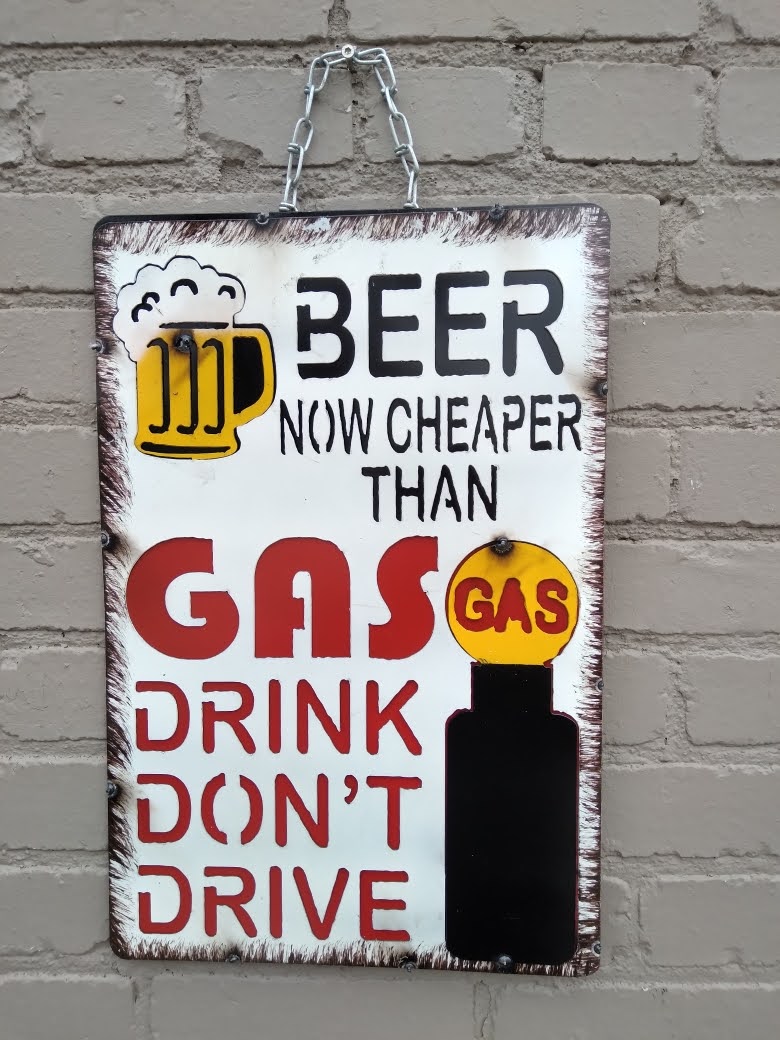 BEER
NOW CHEAPER
THAN
GAS
GAS
DRINK
DON'T
DRIVE